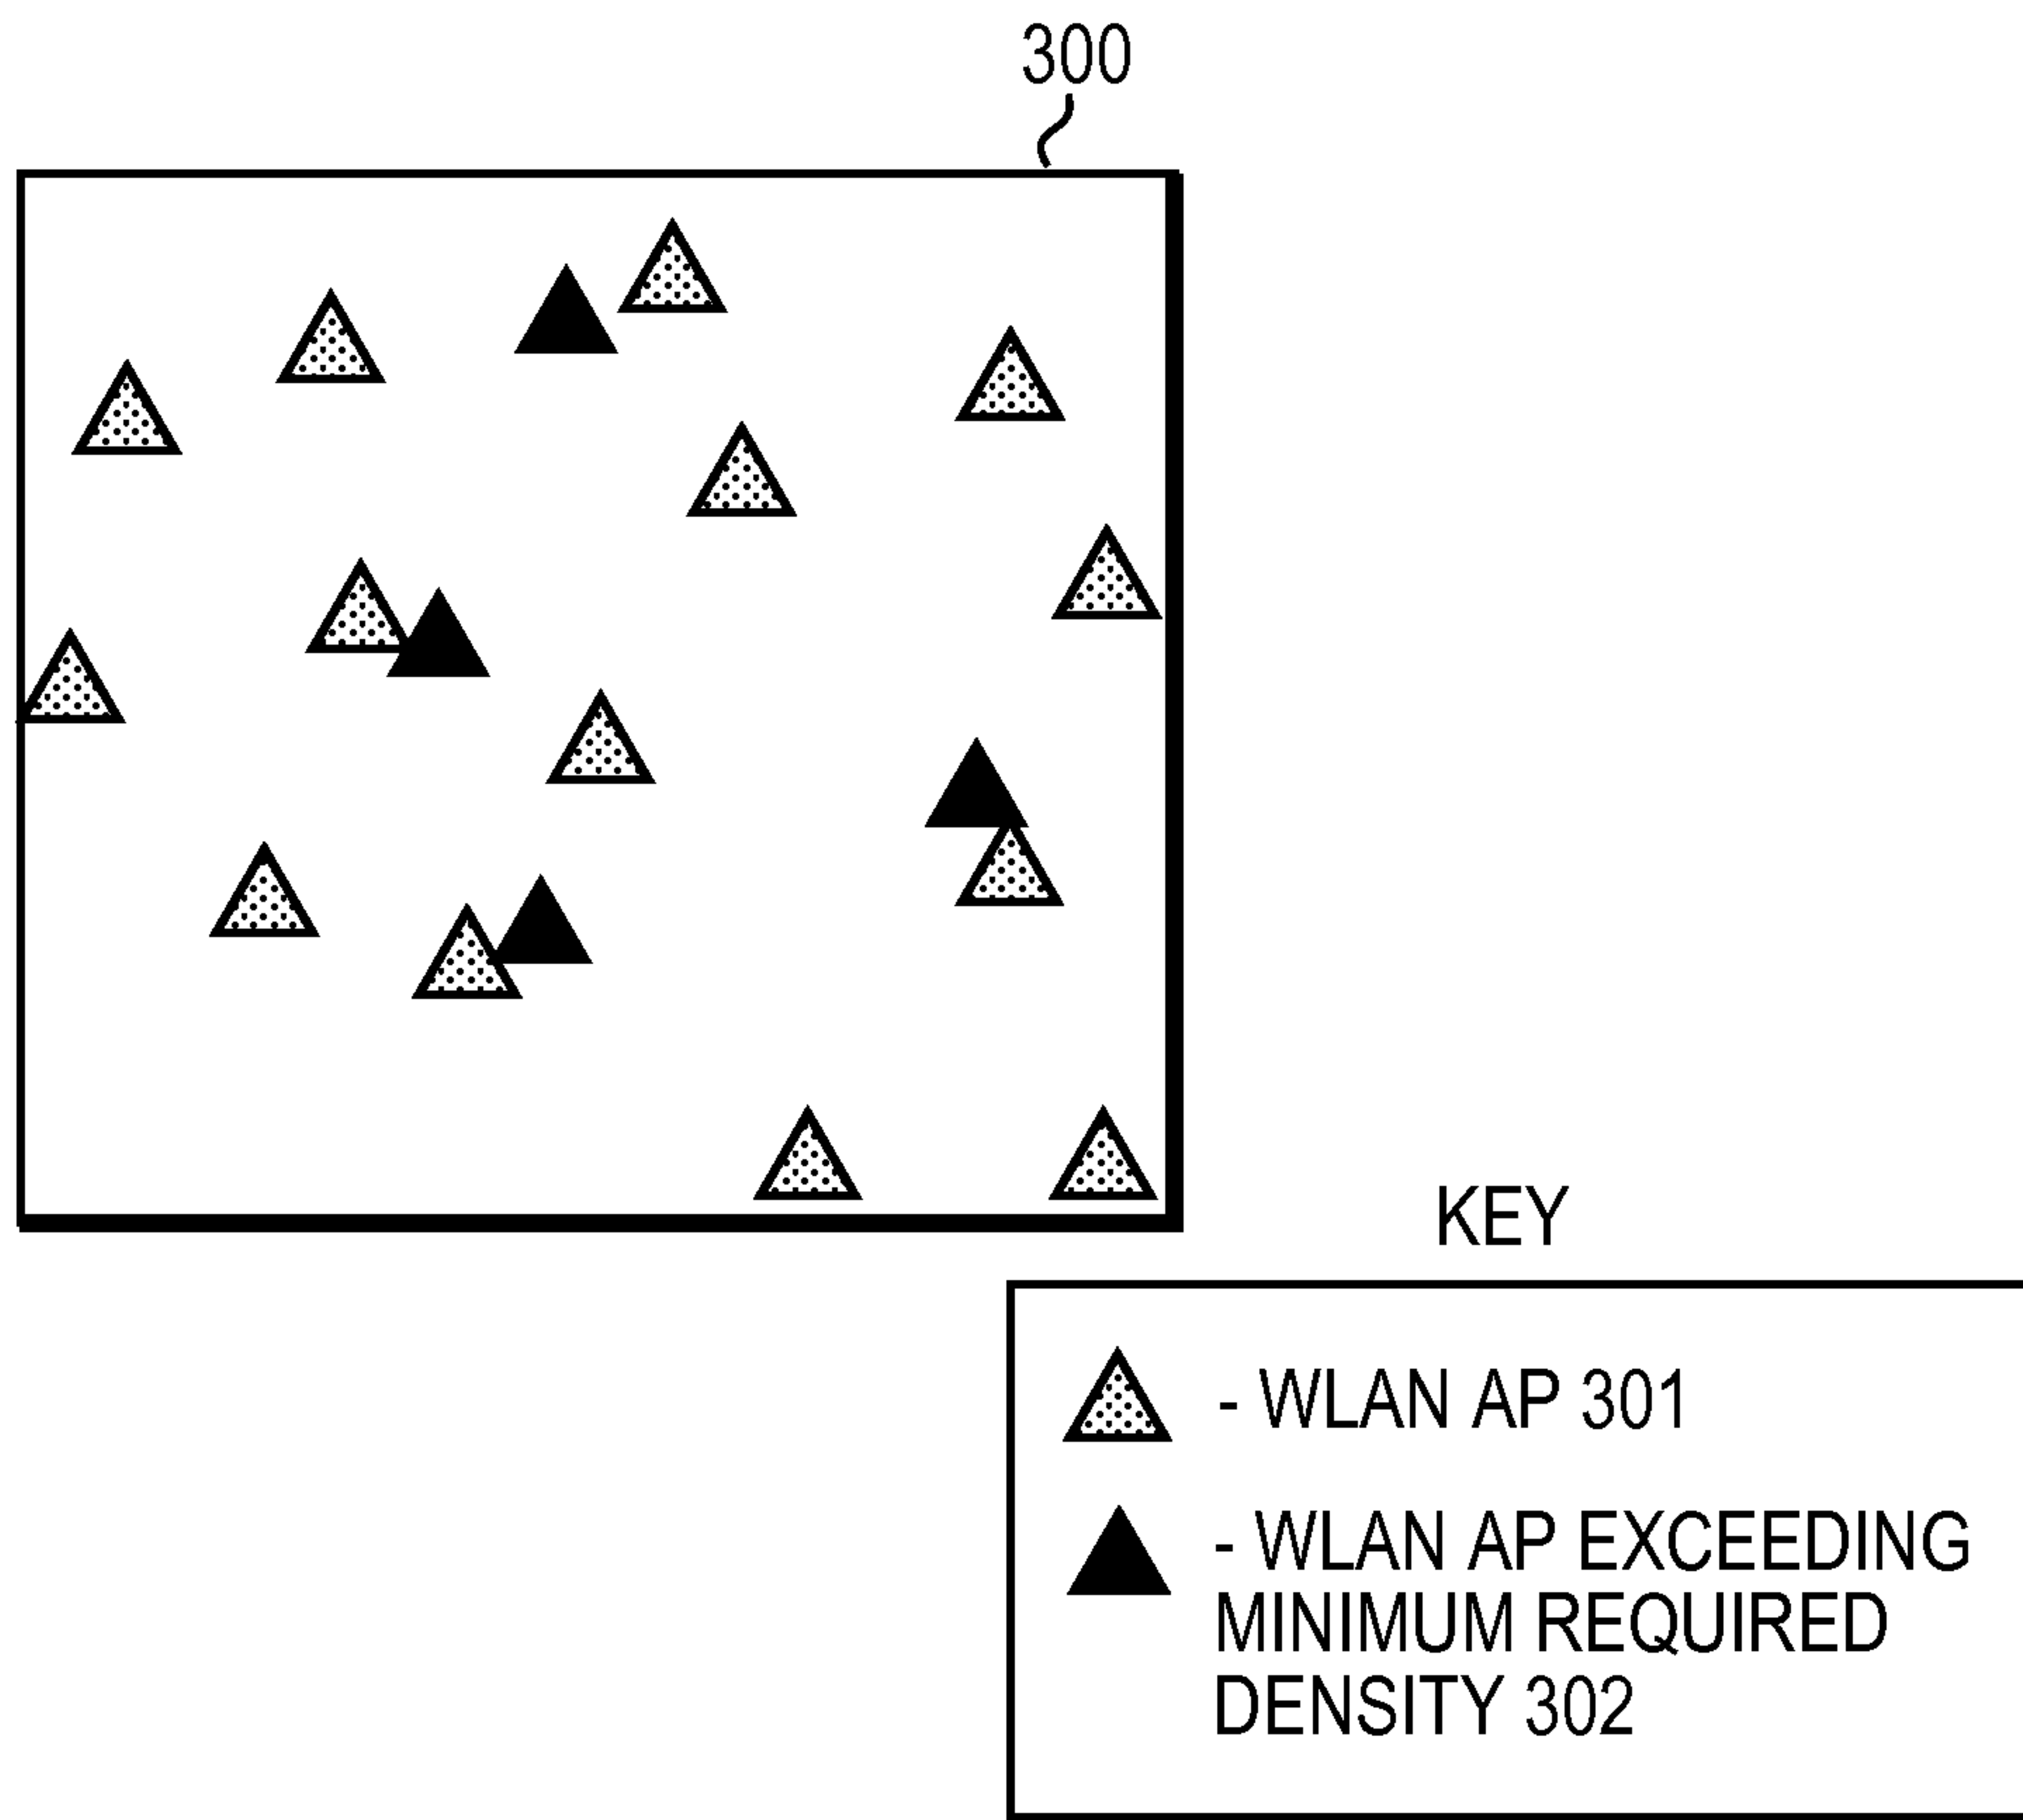 300
KEY
- WLAN AP 301
- WLAN AP EXCEEDING
MINIMUM REQUIRED
DENSITY 302